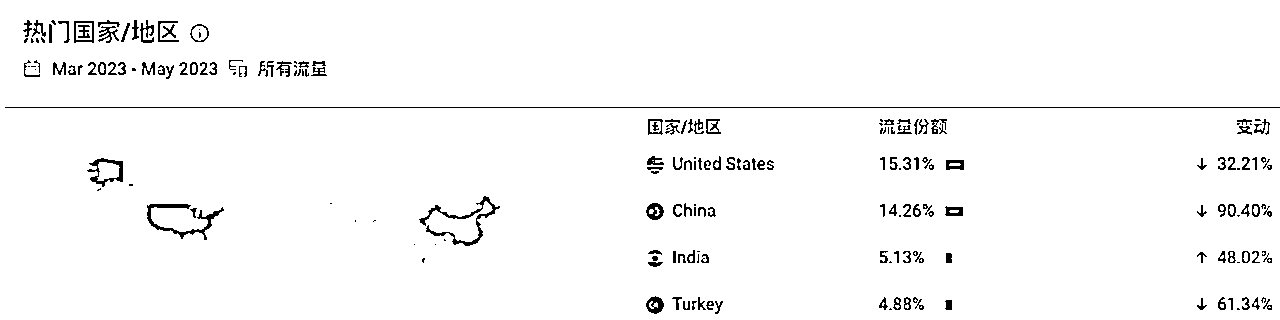 热门国家/地区
Mar 2023 - May 2023 所有流量
国家/地区 流量份额 变动
United States 15.31% ↓ 32.21%
China 14.26% ↓ 90.40%
India 5.13% ↑ 48.02%
Turkey 4.88% ↓ 61.34%